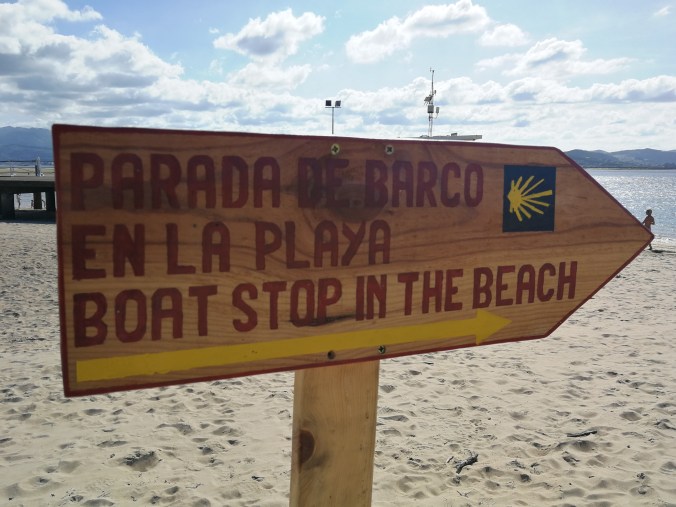 PARADA DE BARCO
EN LA PLAYA
BOAT STOP IN THE BEACH